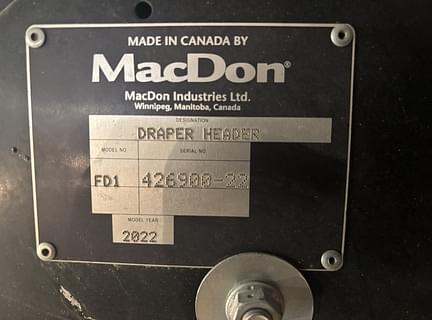 MADE IN CANADA BY
MacDon®
MacDon Industries Ltd.
Winnipeg, Manitoba, Canada
DESIGNATION
DRAPER HEADER
MODEL NO. SERIAL NO.
FD1 426900-22
MODEL YEAR
2022